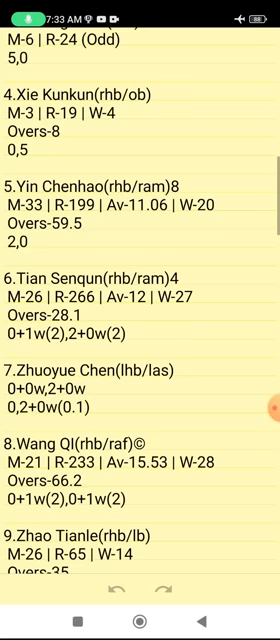 7:33 AM
88
M-6 | R-24 (Odd)
5,0
4.Xie Kunkun(rhb/ob)
M-3 | R-19 | W-4
Overs-8
0,5
5.Yin Chenhao(rhb/ram)8
M-33 | R-199 | Av-11.06 | W-20
Overs-59.5
2,0
6.Tian Senqun(rhb/ram)4
M-26 | R-266 | Av-12 | W-27
Overs-28.1
0+1w(2),2+0w(2)
7.Zhuoyue Chen(lhb/las)
0+0w,2+0w
0,2+0w(0.1)
8.Wang QI(rhb/raf)©
M-21 | R-233 | Av-15.53 | W-28
Overs-66.2
0+1w(2),0+1w(2)
9.Zhao Tianle(rhb/lb)
M-26 | R-65 | W-14
Overs-35